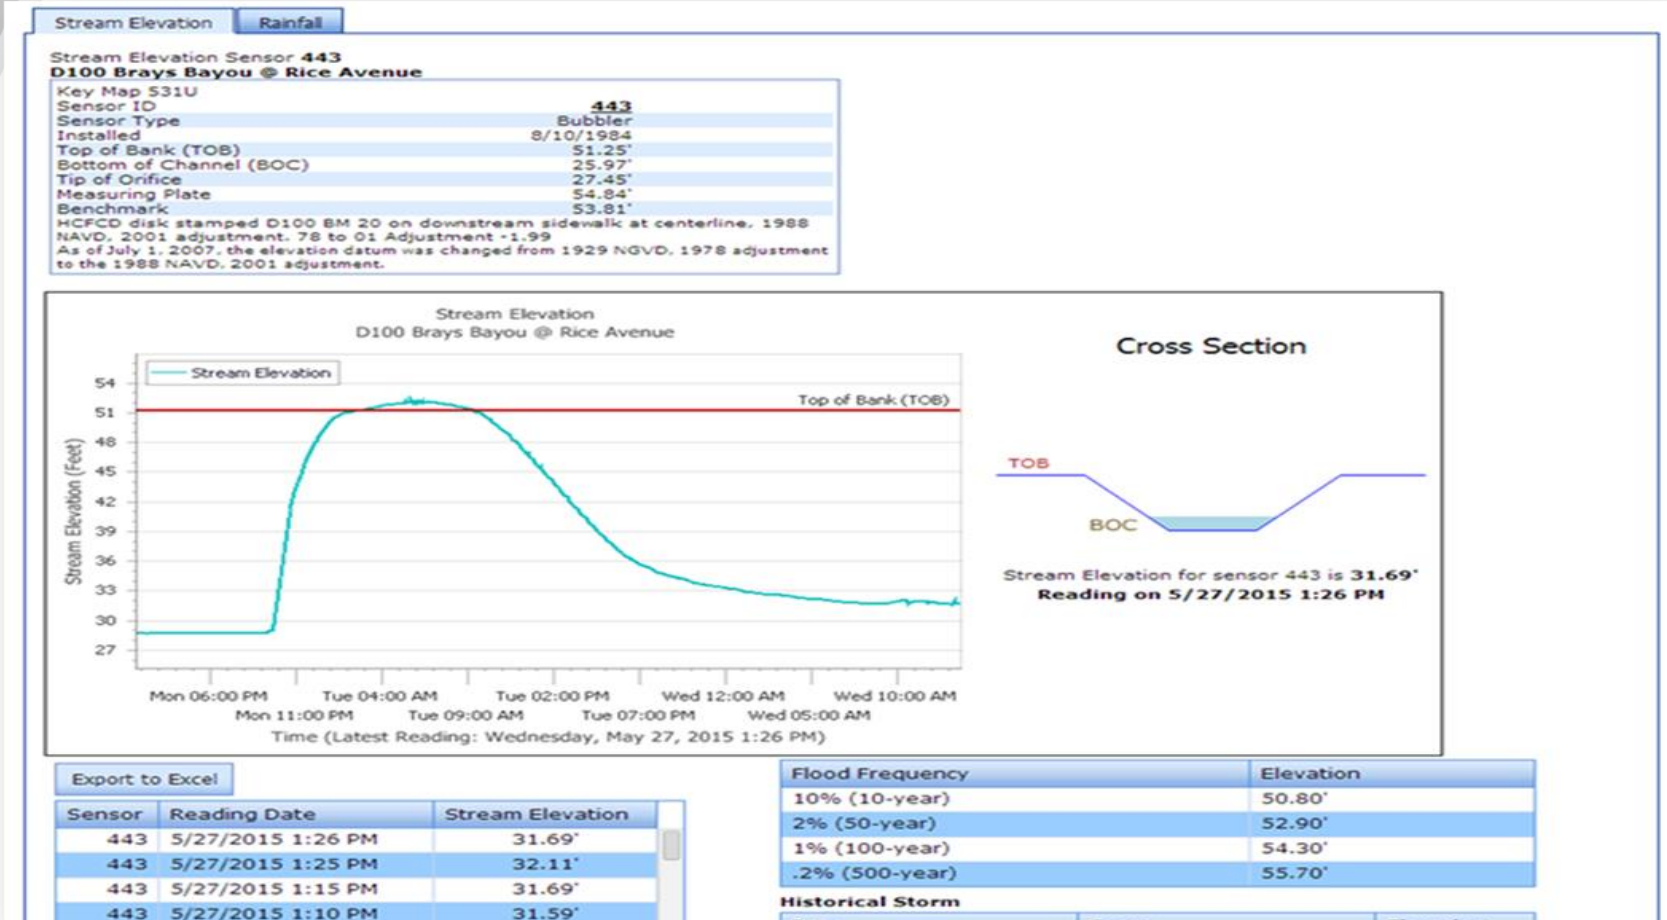 Stream Elevation Rainfall
Stream Elevation Sensor 443
D100 Brays Bayou @ Rice Avenue
Key Map 531U
Sensor ID 443
Sensor Type Bubbler
Installed 8/10/1984
Top of Bank (TOB) 51.25'
Bottom of Channel (BOC) 25.97'
Tip of Orifice 27.45'
Measuring Plate 54.84'
Benchmark 53.81'
HCFCD disk stamped D100 BM 20 on downstream sidewalk at centerline, 1988
NAVD, 2001 adjustment. 78 to 01 Adjustment -1.99
As of July 1, 2007, the elevation datum was changed from 1929 NGVD, 1978 adjustment
to the 1988 NAVD, 2001 adjustment.
Stream Elevation
D100 Brays Bayou @ Rice Avenue
Stream Elevation
Top of Bank (TOB)
Stream Elevation (Feet)
54
51
48
45
42
39
36
33
30
27
Mon 06:00 PM Tue 04:00 AM Tue 02:00 PM Wed 12:00 AM Wed 10:00 AM
Mon 11:00 PM Tue 09:00 AM Tue 07:00 PM Wed 05:00 AM
Time (Latest Reading: Wednesday, May 27, 2015 1:26 PM)
Cross Section
TOB
BOC
Stream Elevation for sensor 443 is 31.69'
Reading on 5/27/2015 1:26 PM
Export to Excel
Sensor Reading Date Stream Elevation
443 5/27/2015 1:26 PM 31.69'
443 5/27/2015 1:25 PM 32.11'
443 5/27/2015 1:15 PM 31.69'
443 5/27/2015 1:10 PM 31.59'
Flood Frequency Elevation
10% (10-year) 50.80'
2% (50-year) 52.90'
1% (100-year) 54.30'
.2% (500-year) 55.70'
Historical Storm